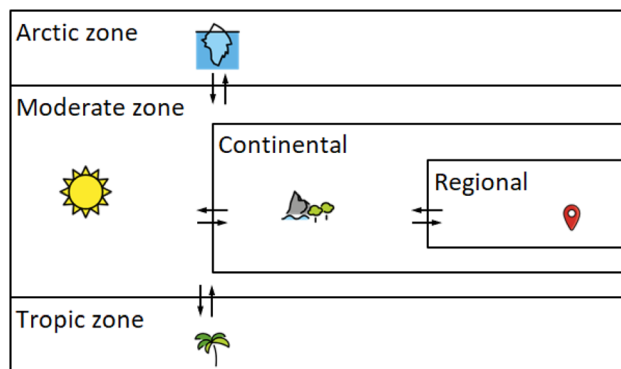 Arctic zone
Moderate zone
Continental
Regional
Tropic zone